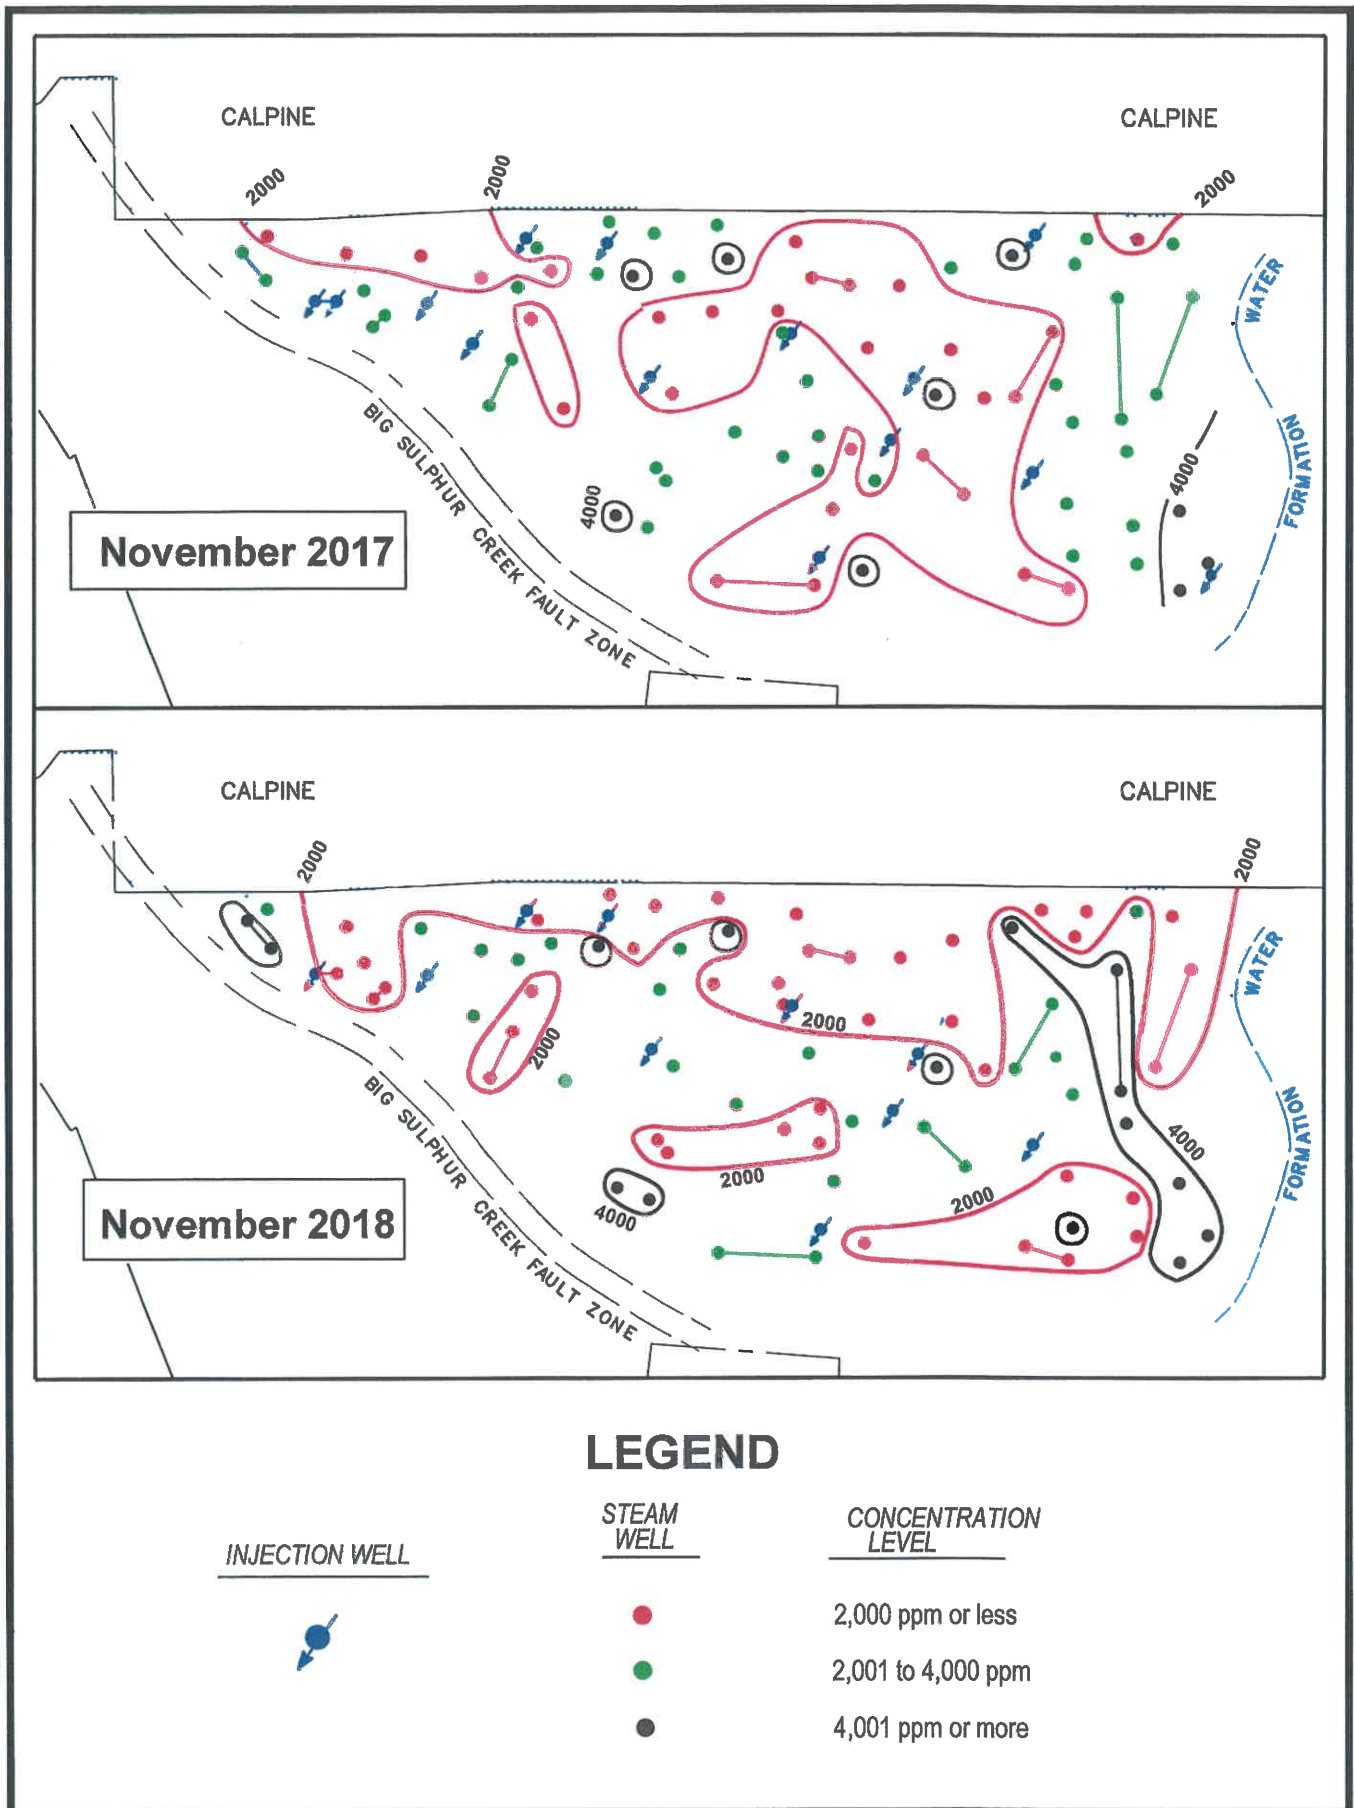 CALPINE
CALPINE
2000
2000
2000
WATER
FORMATION
4000
4000
BIG SULPHUR CREEK FAULT ZONE
November 2017
CALPINE
CALPINE
2000
2000
WATER
FORMATION
2000
2000
4000
2000
2000
4000
BIG SULPHUR CREEK FAULT ZONE
November 2018
LEGEND
INJECTION WELL
STEAM
WELL
CONCENTRATION
LEVEL
2,000 ppm or less
2,001 to 4,000 ppm
4,001 ppm or more